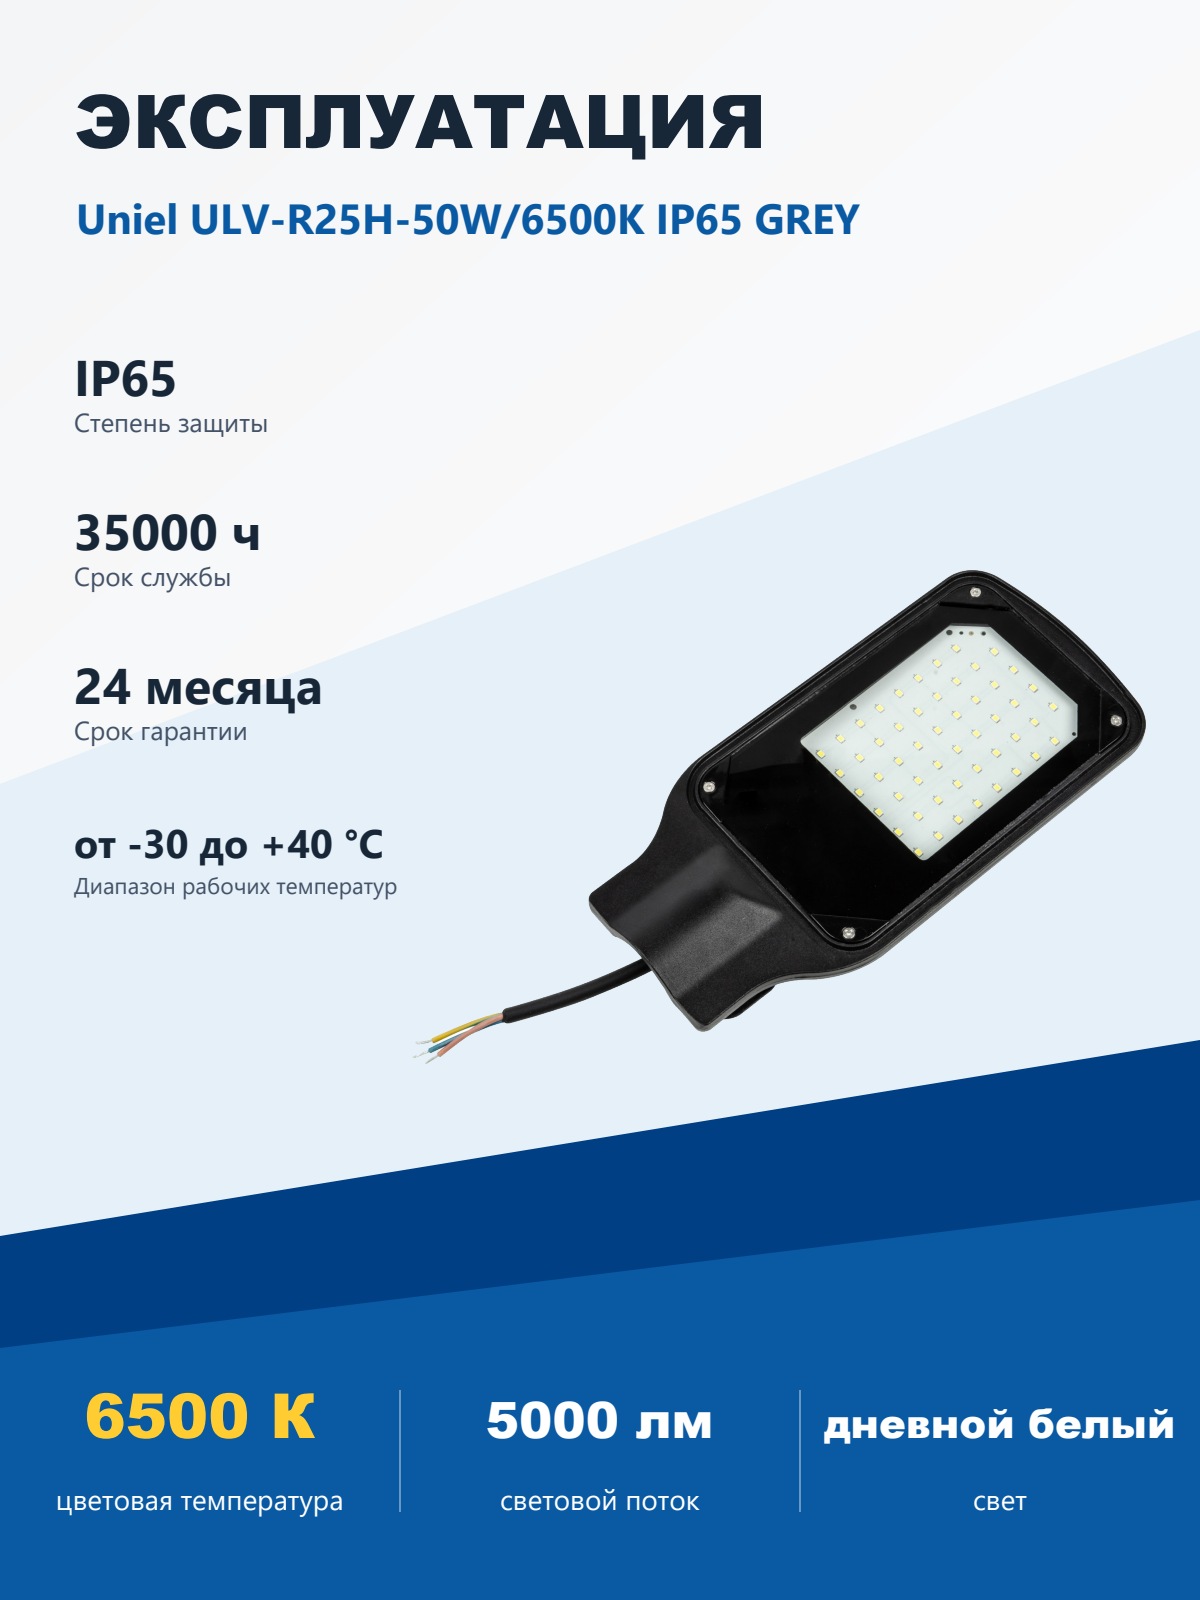 ЭКСПЛУАТАЦИЯ
Uniel ULV-R25H-50W/6500K IP65 GREY
IP65
Степень защиты
35000 ч
Срок службы
24 месяца
Срок гарантии
от -30 до +40 °C
Диапазон рабочих температур
6500 К
цветовая температура
5000 лм
световой поток
дневной белый
свет